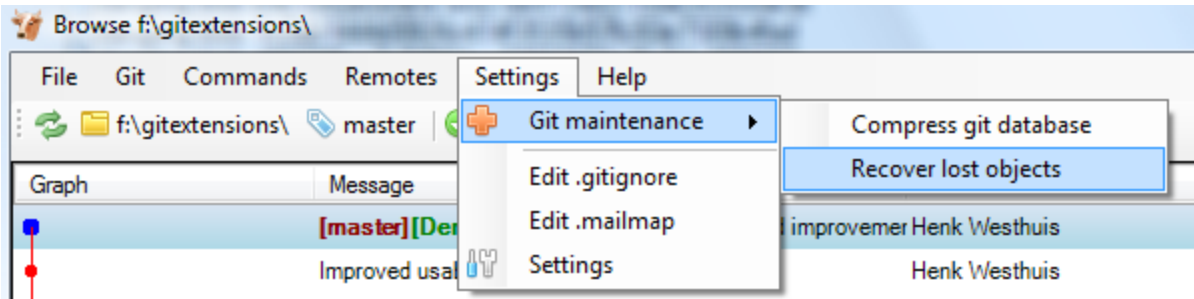 Browse f:\gitextensions\
File Git Commands Remotes Settings Help
f:\gitextensions\ master
Git maintenance
Compress git database
Recover lost objects
Edit .gitignore
Edit .mailmap
Settings
Graph Message
[master] Henk Westhuis
Improved Henk Westhuis